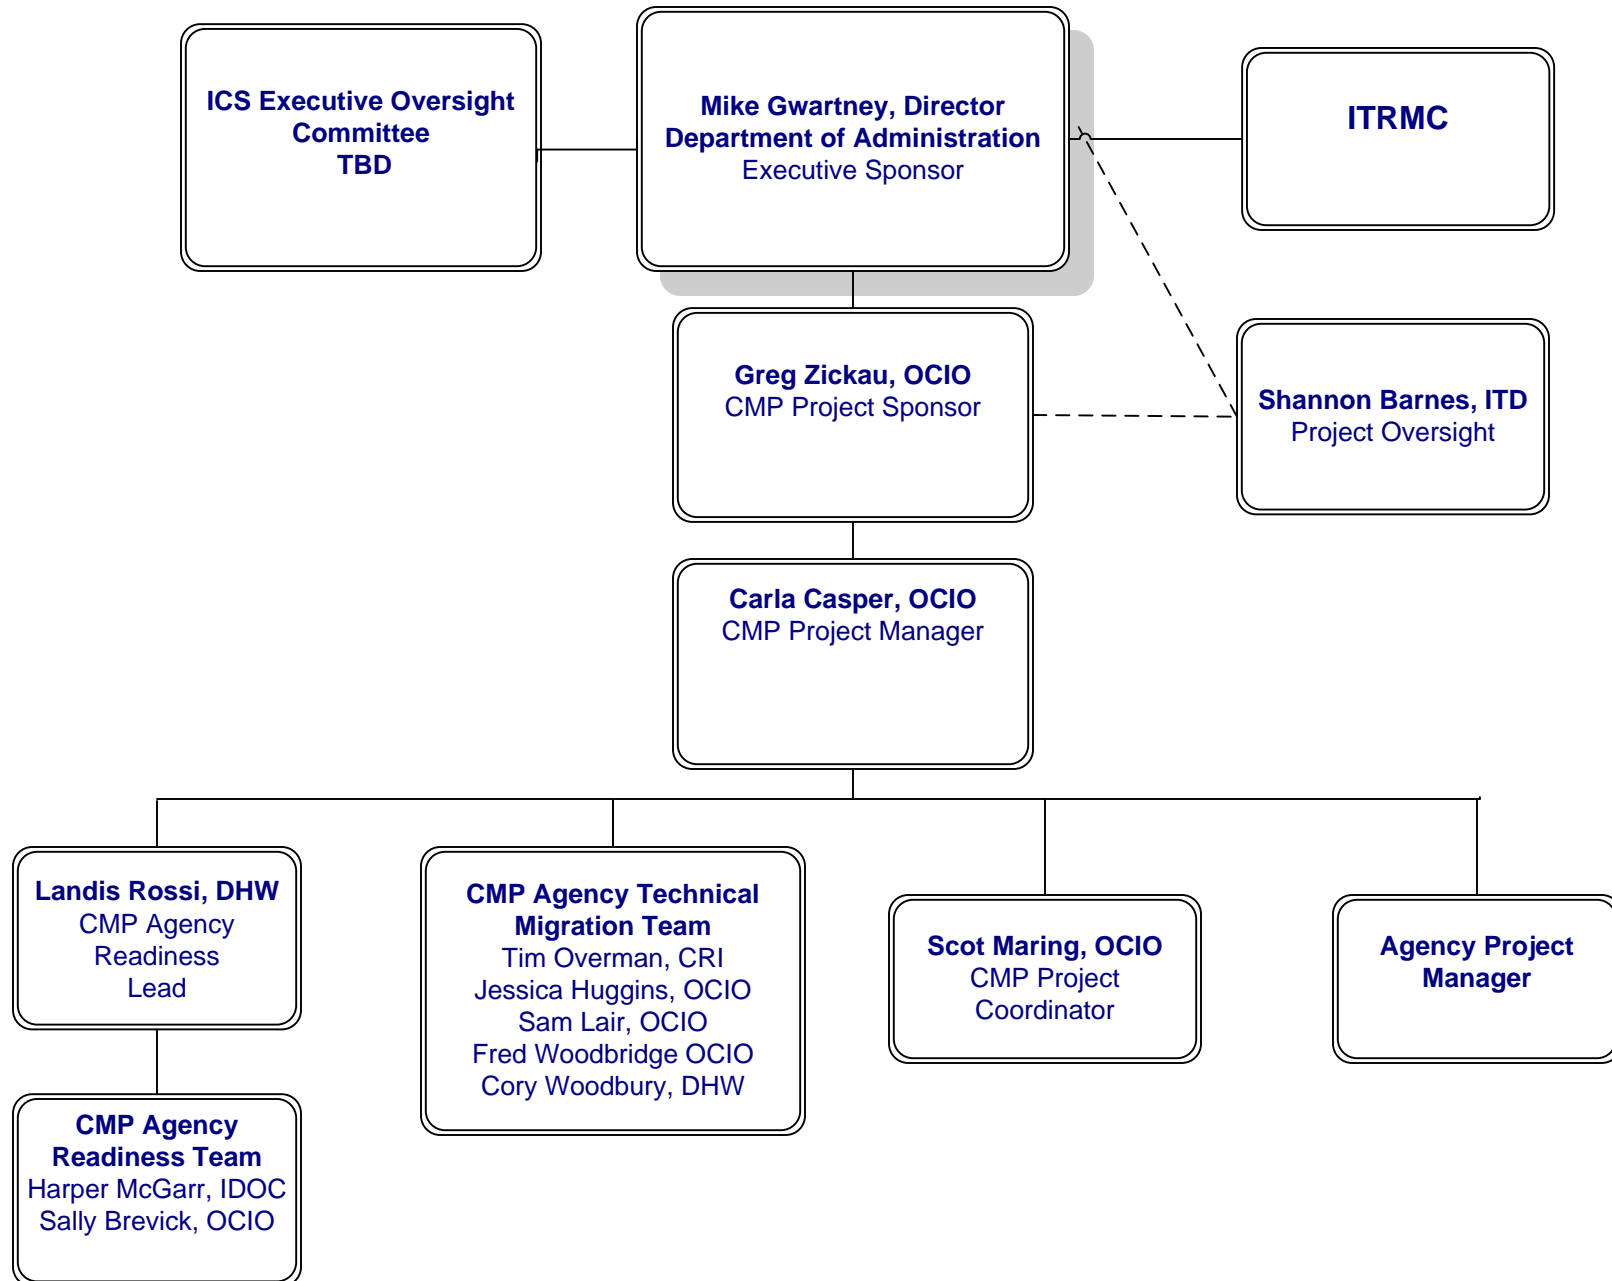 ICS Executive Oversight
Committee
TBD
Mike Gwartney, Director
Department of Administration
Executive Sponsor
ITRMC
Greg Zickau, OCIO
CMP Project Sponsor
Shannon Barnes, ITD
Project Oversight
Carla Casper, OCIO
CMP Project Manager
Landis Rossi, DHW
CMP Agency
Readiness
Lead
CMP Agency Technical
Migration Team
Tim Overman, CRI
Jessica Huggins, OCIO
Sam Lair, OCIO
Fred Woodbridge OCIO
Cory Woodbury, DHW
Scot Maring, OCIO
CMP Project
Coordinator
Agency Project
Manager
CMP Agency
Readiness Team
Harper McGarr, IDOC
Sally Brevick, OCIO